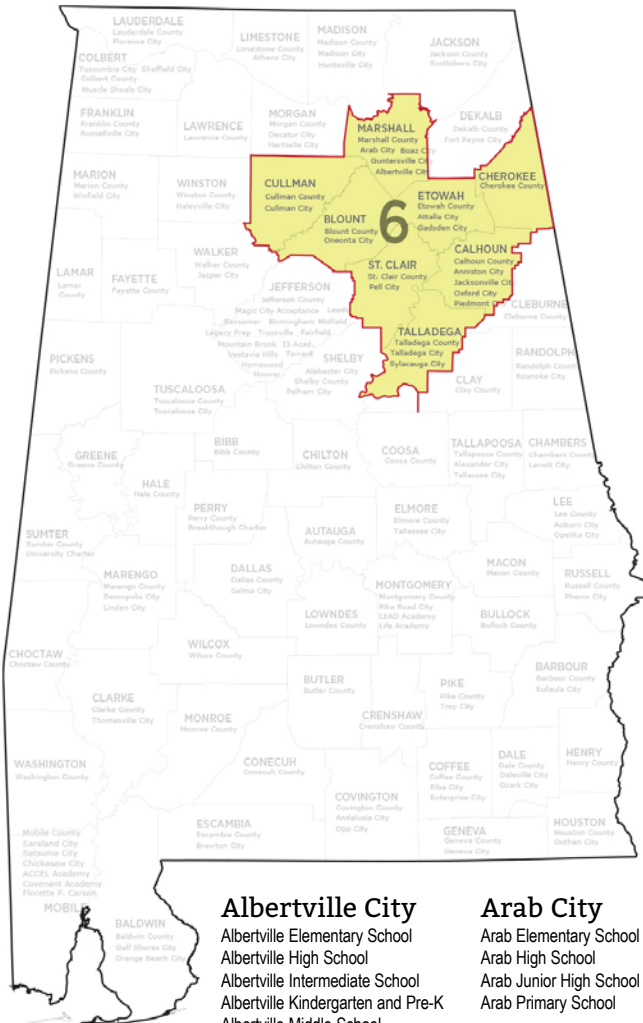 LAUDERDALE
Lauderdale County
Florence City
LIMESTONE
Limestone County
Athens City
MADISON
Madison County
Madison City
Huntsville City
JACKSON
Jackson County
Scottsboro City
COLBERT
Tuscumbia City Sheffield City
Colbert County
Muscle Shoals City
FRANKLIN
Franklin County
Russellville City
LAWRENCE
Lawrence County
MORGAN
Morgan County
Decatur City
Hartselle City
MARSHALL
Marshall County
Arab City Boaz City
Guntersville City
Albertville City
DEKALB
Dekalb County
Fort Payne City
MARION
Marion County
Winfield City
WINSTON
Winston County
Haleyville City
CULLMAN
Cullman County
Cullman City
CHEROKEE
Cherokee County
ETOWAH
Etowah County
Attalla City
Gadsden City
BLOUNT
Blount County
Oneonta City
6
WALKER
Walker County
Jasper City
CALHOUN
Calhoun County
Anniston City
Jacksonville City
Oxford City
Piedmont
ST. CLAIR
St. Clair County
Pell City
LAMAR
Lamar
County
FAYETTE
Fayette County
JEFFERSON
Jefferson County
Magic City Acceptance Leeds
Bessemer Birmingham Midfield
Legacy Prep Trussville Fairfield
Mountain Brook I3 Acad.
Vestavia Hills Tarrant
Homewood
Hoover
CLEBURNE
Cleburne County
TALLADEGA
Talladega County
Talladega City
Sylacauga City
PICKENS
Pickens County
SHELBY
Alabaster City
Shelby County
Pelham City
RANDOLPH
Randolph County
Roanoke City
TUSCALOOSA
Tuscaloosa County
Tuscaloosa City
CLAY
Clay County
GREENE
Greene County
BIBB
Bibb County
CHILTON
Chilton County
COOSA
Coosa County
TALLAPOOSA
Tallapoosa County
Alexander City
Tallassee City
CHAMBERS
Chambers County
Lanett City
HALE
Hale County
PERRY
Perry County
Breakthrough Charter
AUTAUGA
Autauga County
ELMORE
Elmore County
Tallassee City
LEE
Lee County
Auburn City
Opelika City
SUMTER
Sumter County
University Charter
MARENGO
Marengo County
Demopolis City
Linden City
DALLAS
Dallas County
Selma City
MACON
Macon County
RUSSELL
Russell County
Phenix City
MONTGOMERY
Montgomery County
Pike Road City
LEAD Academy
Life Academy
LOWNDES
Lowndes County
BULLOCK
Bullock County
CHOCTAW
Choctaw County
WILCOX
Wilcox County
BUTLER
Butler County
PIKE
Pike County
Troy City
BARBOUR
Barbour County
Eufaula City
CLARKE
Clarke County
Thomasville City
MONROE
Monroe County
CRENSHAW
Crenshaw County
WASHINGTON
Washington County
CONECUH
Conecuh County
COFFEE
Coffee County
Elba City
Enterprise City
DALE
Dale County
Daleville City
Ozark City
HENRY
Henry County
COVINGTON
Covington County
Andalusia City
Opp City
ESCAMBIA
Escambia County
Brewton City
GENEVA
Geneva County
Geneva City
HOUSTON
Houston County
Dothan City
Mobile County
Saraland City
Satsuma City
Chickasaw City
ACCEL Academy
Covenant Academy
Floretta P. Carson
MOBILE
BALDWIN
Baldwin County
Gulf Shores City
Orange Beach City
Albertville City
Albertville Elementary School
Albertville High School
Albertville Intermediate School
Albertville Kindergarten and Pre-K
Albertville Middle School
Arab City
Arab Elementary School
Arab High School
Arab Junior High School
Arab Primary School